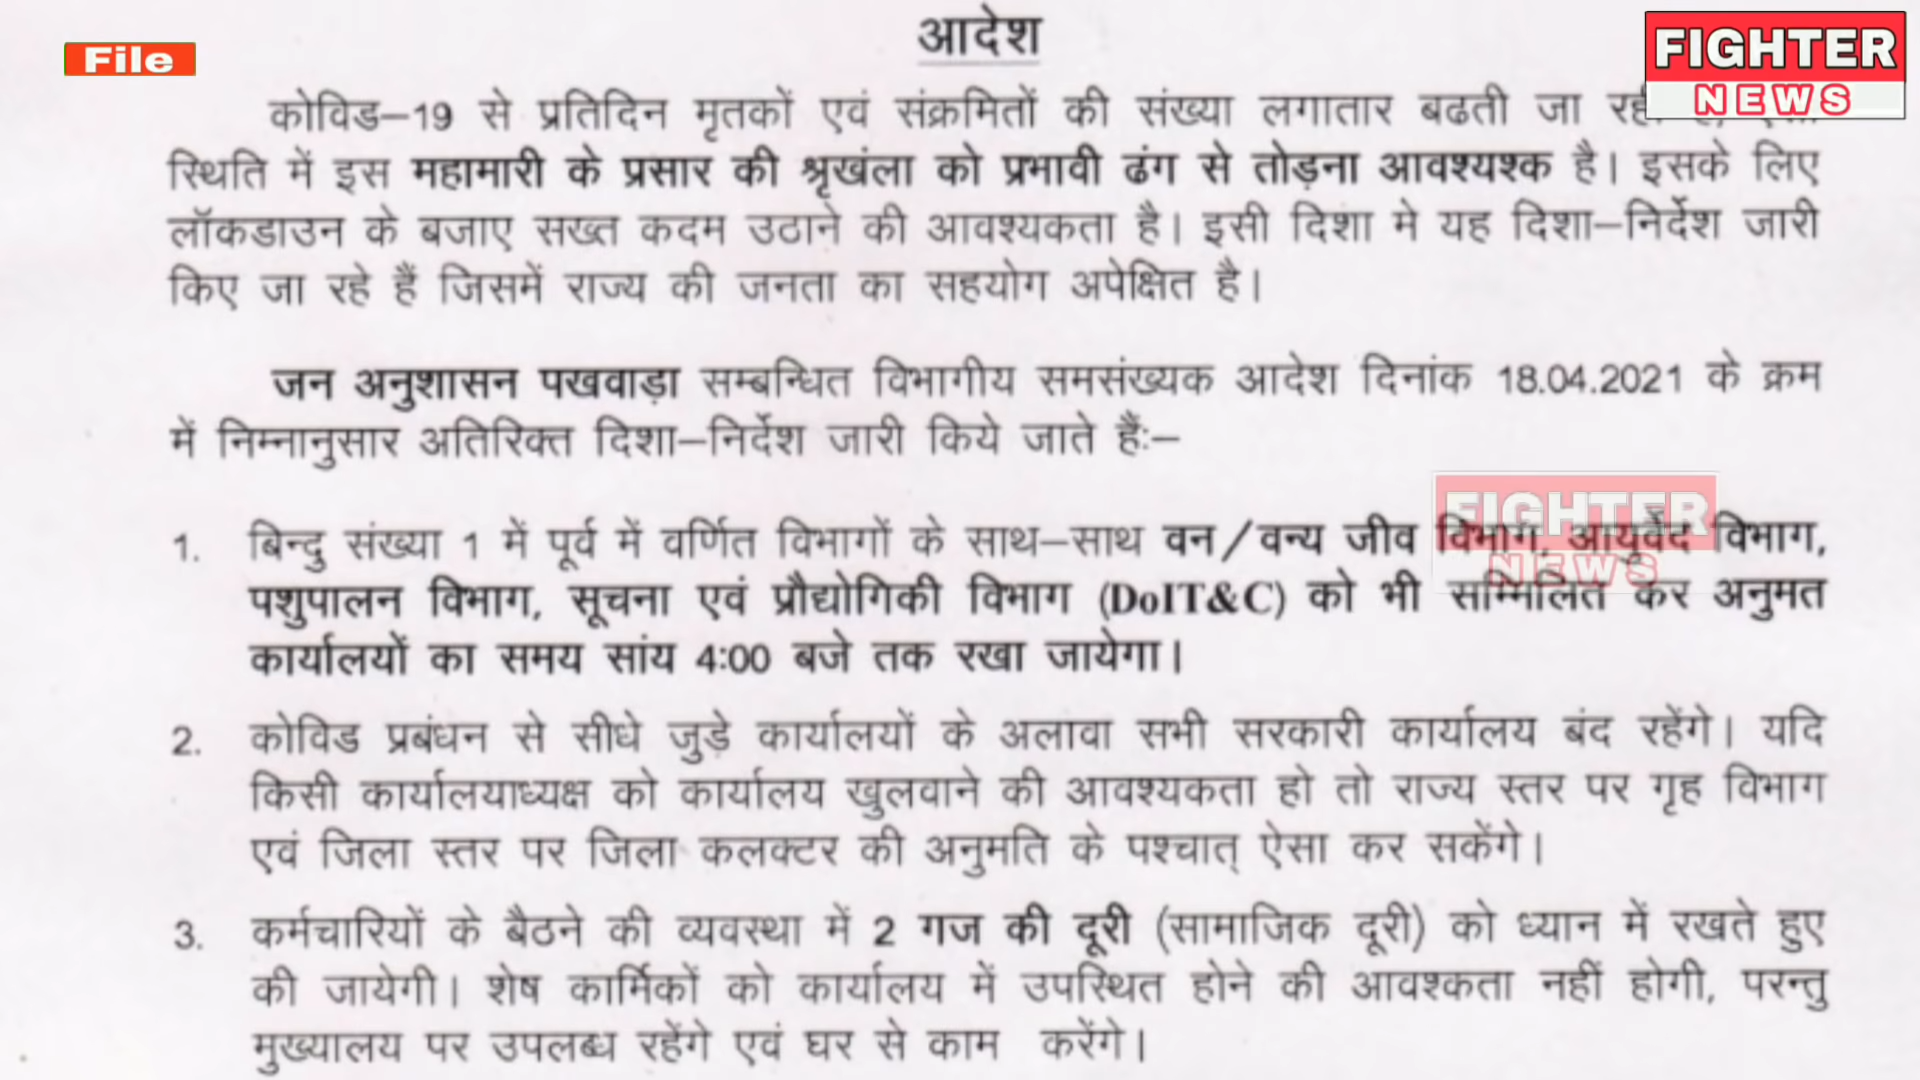 आदेश
File
FIGHTER
NEWS
कोविड–19 से प्रतिदिन मृतकों एवं संक्रमितों की संख्या लगातार बढती जा
स्थिति में इस महामारी के प्रसार की श्रृखंला को प्रभावी ढंग से तोड़ना आवश्यश्क है। इसके लिए
लॉकडाउन के बजाए सख्त कदम उठाने की आवश्यकता है। इसी दिशा मे यह दिशा–निर्देश जारी
किए जा रहे हैं जिसमें राज्य की जनता का सहयोग अपेक्षित है।
जन अनुशासन पखवाड़ा सम्बन्धित विभागीय समसंख्यक आदेश दिनांक 18.04.2021 के क्रम
में निम्नानुसार अतिरिक्त दिशा–निर्देश जारी किये जाते हैंः–
FIGHTER
NEWS
1. बिन्दु संख्या 1 में पूर्व में वर्णित विभागों के साथ–साथ वन/वन्य जीव विभाग, आयुर्वेद विभाग,
पशुपालन विभाग, सूचना एवं प्रौद्योगिकी विभाग (DoIT&C) को भी सम्मिलित कर अनुमत
कार्यालयों का समय सांय 4:00 बजे तक रखा जायेगा।
2. कोविड प्रबंधन से सीधे जुड़े कार्यालयों के अलावा सभी सरकारी कार्यालय बंद रहेंगे। यदि
किसी कार्यालयाध्यक्ष को कार्यालय खुलवाने की आवश्यकता हो तो राज्य स्तर पर गृह विभाग
एवं जिला स्तर पर जिला कलक्टर की अनुमति के पश्चात् ऐसा कर सकेंगे।
3. कर्मचारियों के बैठने की व्यवस्था में 2 गज की दूरी (सामाजिक दूरी) को ध्यान में रखते हुए
की जायेगी। शेष कार्मिकों को कार्यालय में उपस्थित होने की आवश्कता नहीं होगी, परन्तु
मुख्यालय पर उपलब्ध रहेंगे एवं घर से काम करेंगे।